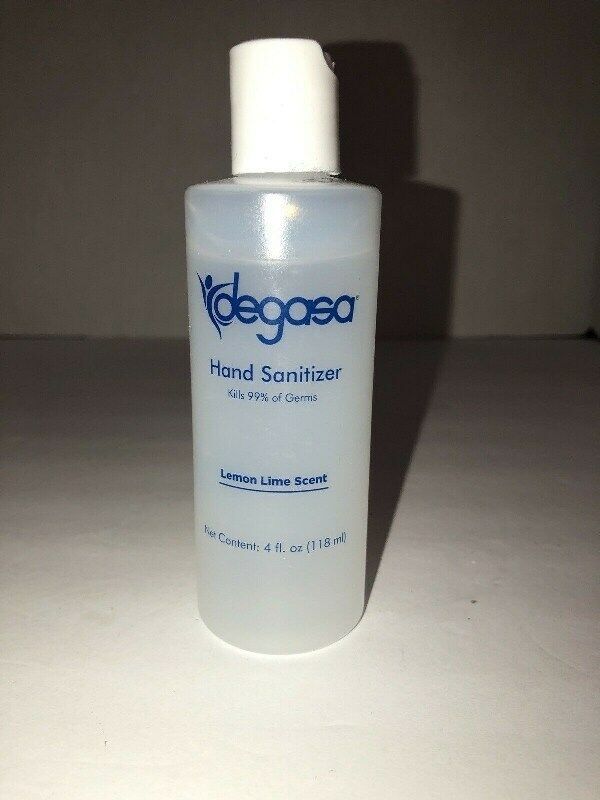 degasa
Hand Sanitizer
Kills 99% of Germs
Lemon Lime Scent
Net Content: 4 fl. oz (118 ml)